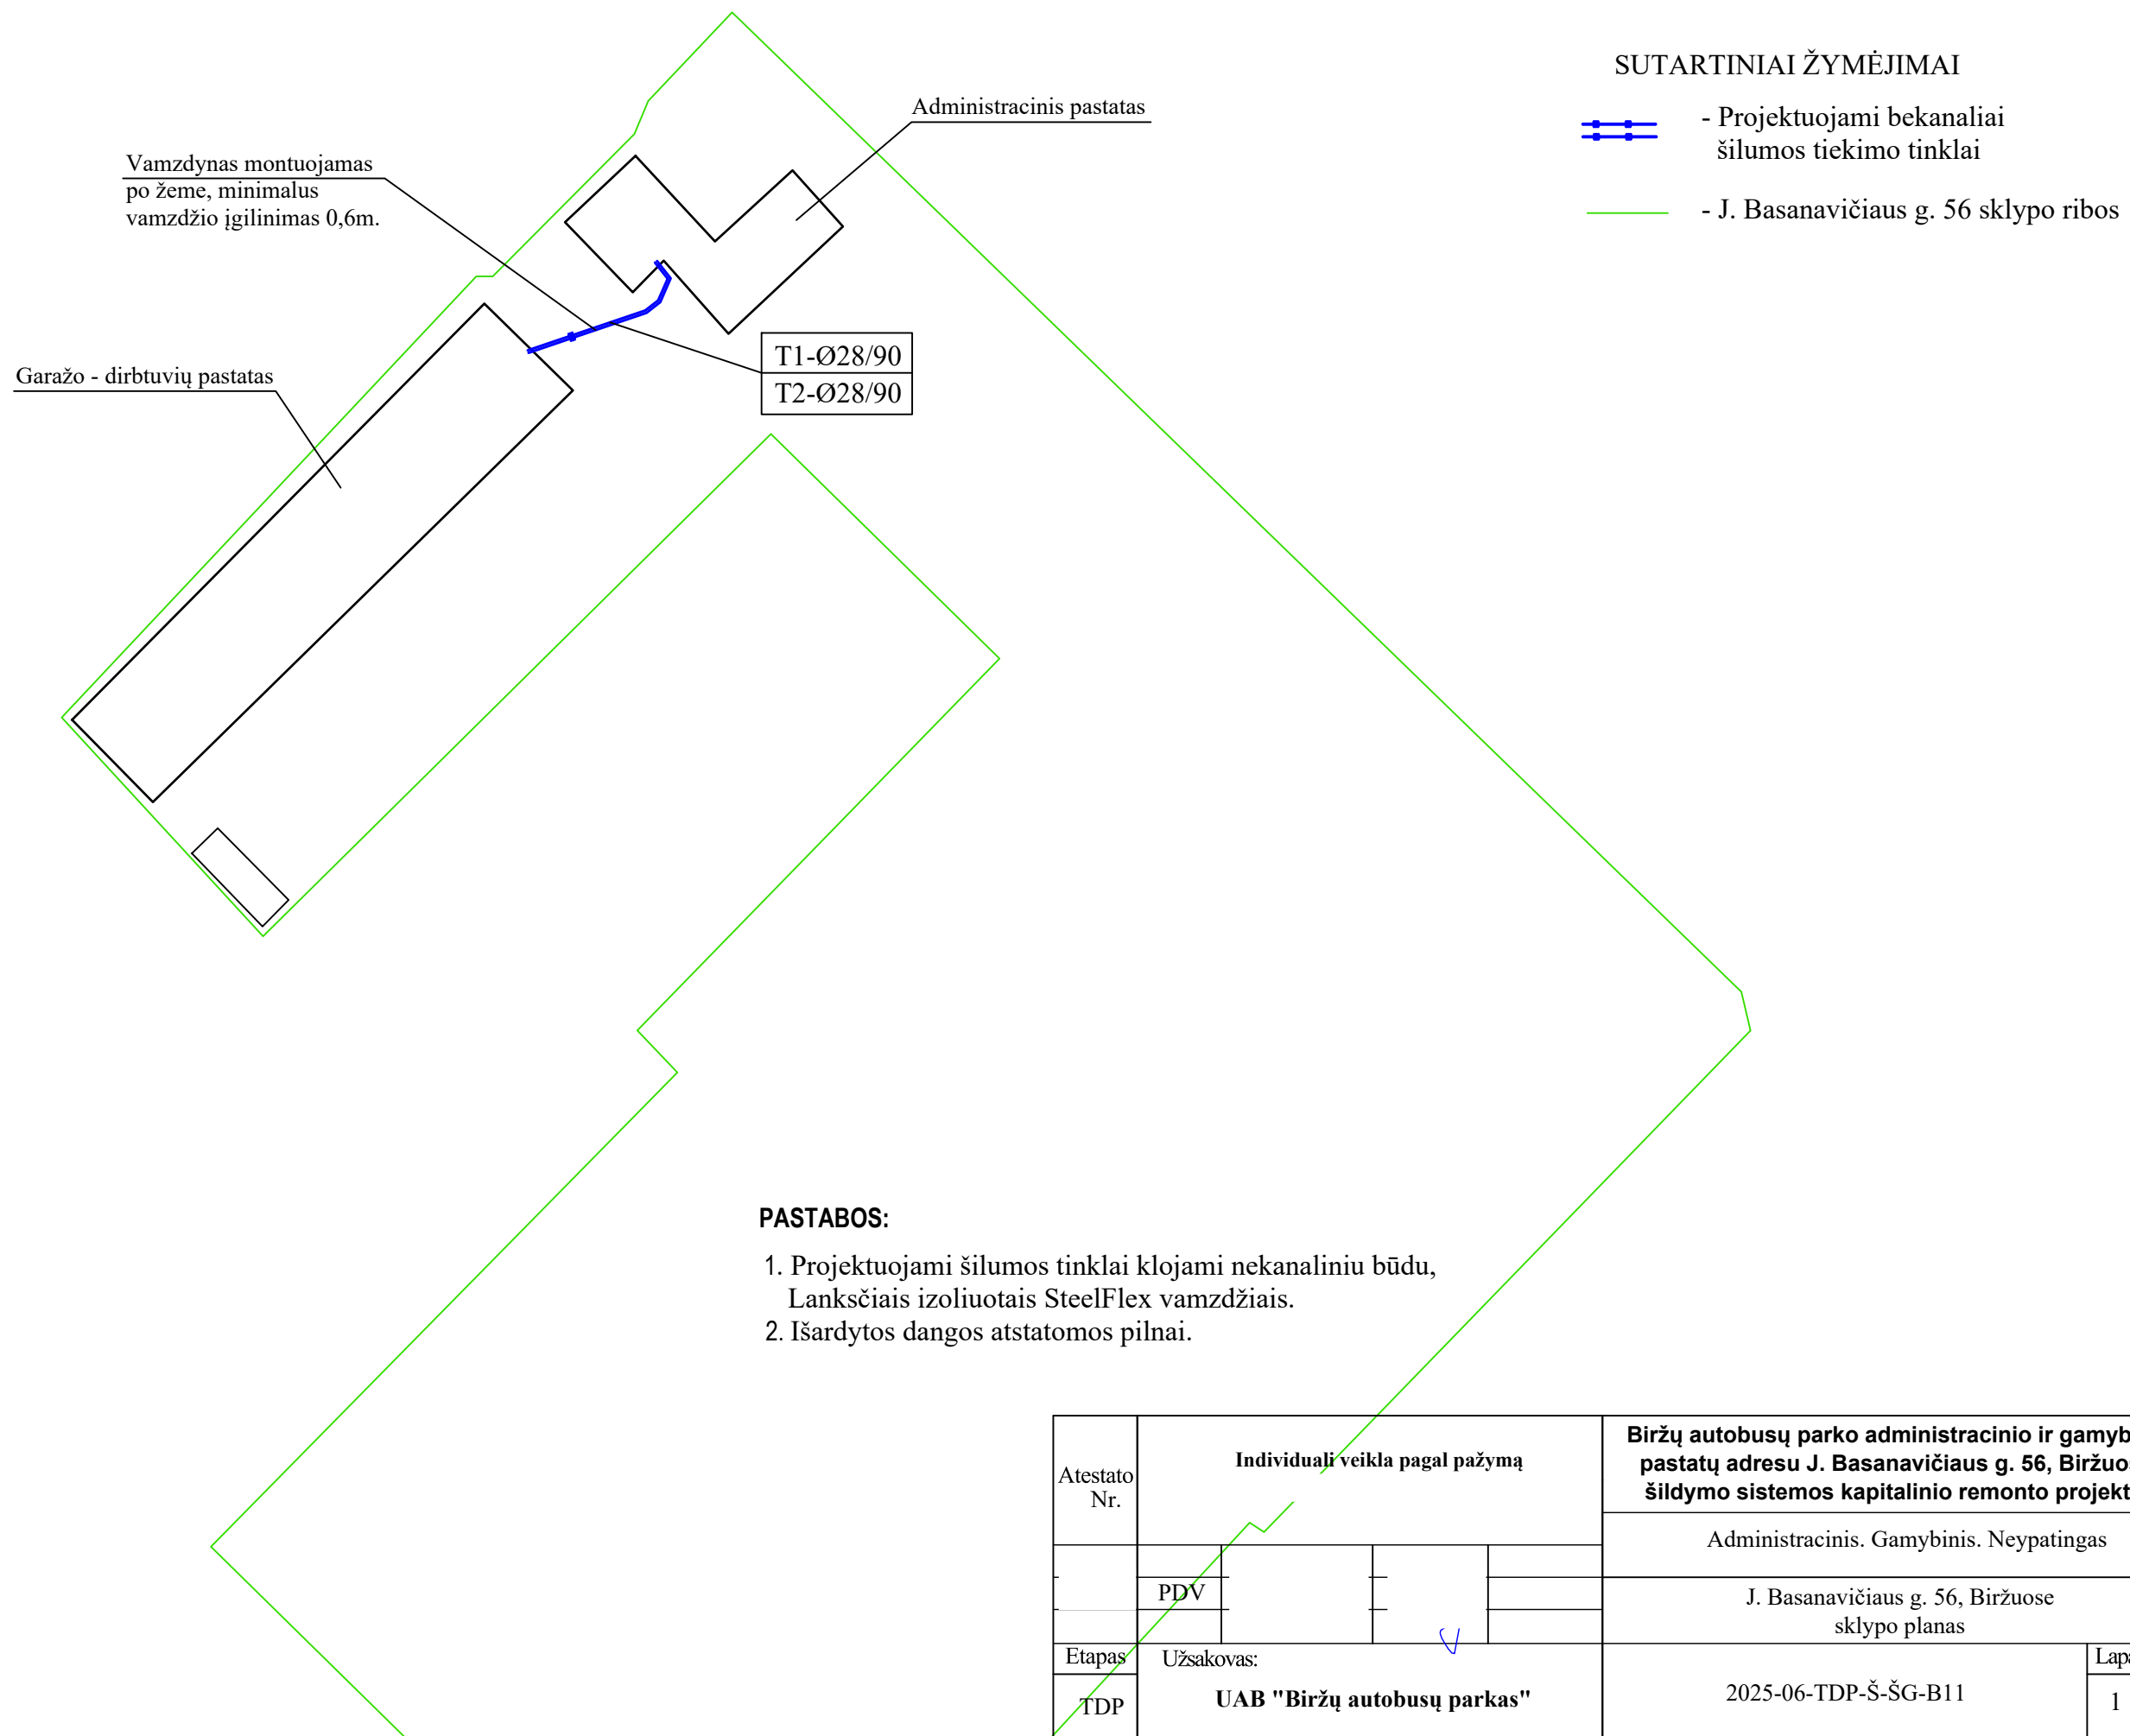 SUTARTINIAI ŽYMĖJIMAI
- Projektuojami bekanaliai
šilumos tiekimo tinklai
- J. Basanavičiaus g. 56 sklypo ribos
Administracinis pastatas
Vamzdynas montuojamas
po žeme, minimalus
vamzdžio įgilinimas 0,6m.
T1-Ø28/90
T2-Ø28/90
Garažo - dirbtuvių pastatas
PASTABOS:
1. Projektuojami šilumos tinklai klojami nekanaliniu būdu,
Lanksčiais izoliuotais SteelFlex vamzdžiais.
2. Išardytos dangos atstatomos pilnai.
Atestato
Nr.
Individuali veikla pagal pažymą
Biržų autobusų parko administracinio ir gamyb
pastatų adresu J. Basanavičiaus g. 56, Biržuo
šildymo sistemos kapitalinio remonto projekt
Administracinis. Gamybinis. Neypatingas
PDV
J. Basanavičiaus g. 56, Biržuose
sklypo planas
Etapas
TDP
Užsakovas:
UAB "Biržų autobusų parkas"
2025-06-TDP-Š-ŠG-B11
Lapa
1